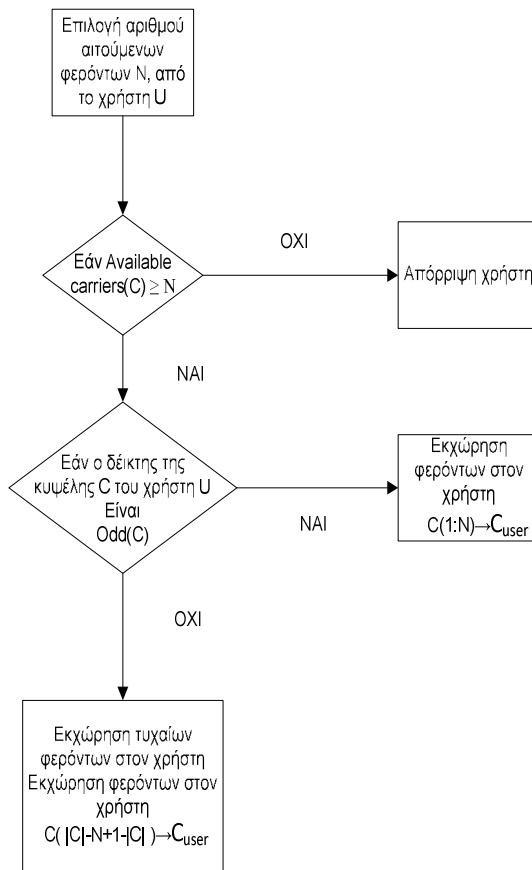 Επιλογή αριθμού
αιτούμενων
φερόντων N, από
το χρήστη U
Εάν Available
carriers(C) ≥ N
ΟΧΙ
Απόρριψη χρήστη
ΝΑΙ
Εάν ο δείκτης της
κυψέλης C του χρήστη U
Είναι
Odd(C)
ΝΑΙ
Εκχώρηση
φερόντων στον
χρήστη
C(1:N)→Cuser
ΟΧΙ
Εκχώρηση τυχαίων
φερόντων στον χρήστη
Εκχώρηση φερόντων στον
χρήστη
C( |C|-N+1-|C| )→Cuser